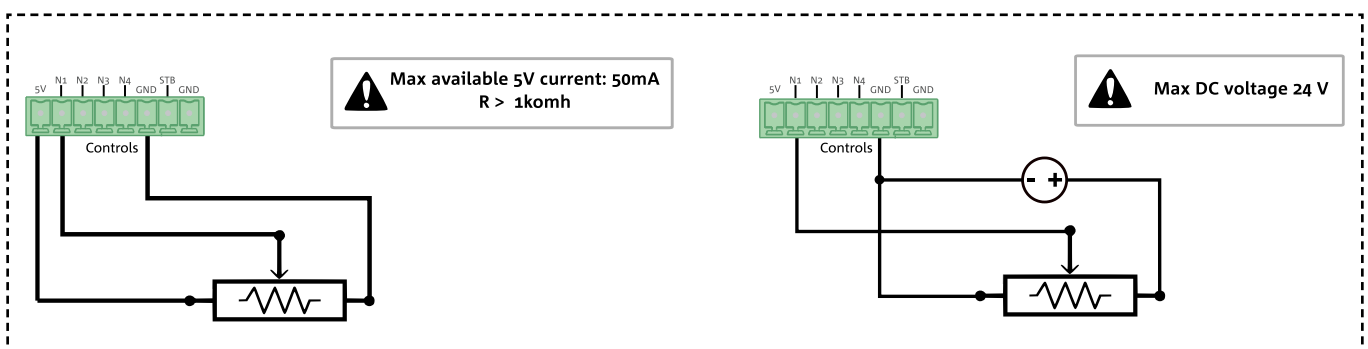 5V N1 N2 N3 N4 GND STB GND
Controls
Max available 5V current: 50mA
R > 1komh
5V N1 N2 N3 N4 GND STB GND
Controls
Max DC voltage 24 V
- +